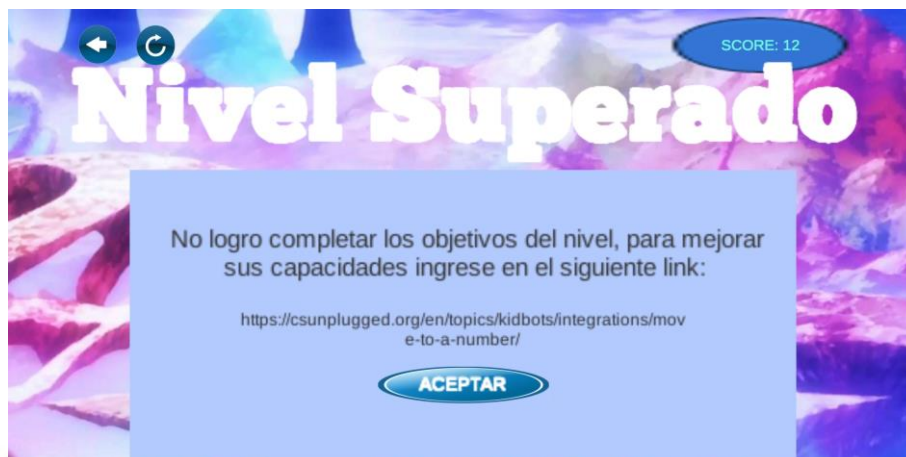 SCORE: 12
Nivel Superado
No logro completar los objetivos del nivel, para mejorar
sus capacidades ingrese en el siguiente link:
https://csunplugged.org/en/topics/kidbots/integrations/mov
e-to-a-number/
ACEPTAR